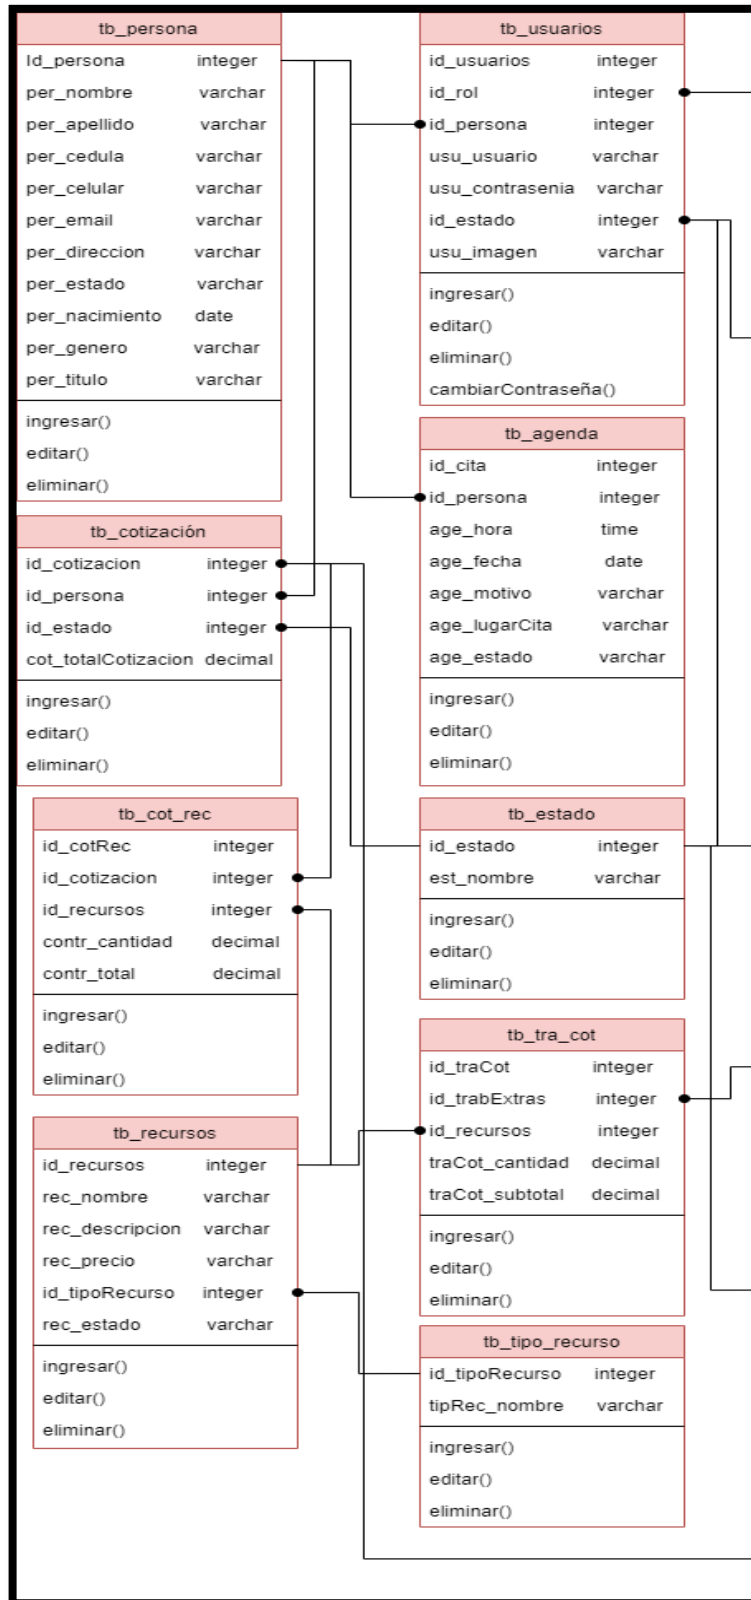 tb_persona
Id_persona integer
per_nombre varchar
per_apellido varchar
per_cedula varchar
per_celular varchar
per_email varchar
per_direccion varchar
per_estado varchar
per_nacimiento date
per_genero varchar
per_titulo varchar
ingresar()
editar()
eliminar()
tb_cotización
id_cotizacion integer
id_persona integer
id_estado integer
cot_totalCotizacion decimal
ingresar()
editar()
eliminar()
tb_cot_rec
id_cotRec integer
id_cotizacion integer
id_recursos integer
contr_cantidad decimal
contr_total decimal
ingresar()
editar()
eliminar()
tb_recursos
id_recursos integer
rec_nombre varchar
rec_descripcion varchar
rec_precio varchar
id_tipoRecurso integer
rec_estado varchar
ingresar()
editar()
eliminar()
tb_usuarios
id_usuarios integer
id_rol integer
id_persona integer
usu_usuario varchar
usu_contrasenia varchar
id_estado integer
usu_imagen varchar
ingresar()
editar()
eliminar()
cambiarContraseña()
tb_agenda
id_cita integer
id_persona integer
age_hora time
age_fecha date
age_motivo varchar
age_lugarCita varchar
age_estado varchar
ingresar()
editar()
eliminar()
tb_estado
id_estado integer
est_nombre varchar
ingresar()
editar()
eliminar()
tb_tra_cot
id_traCot integer
id_trabExtras integer
id_recursos integer
traCot_cantidad decimal
traCot_subtotal decimal
ingresar()
editar()
eliminar()
tb_tipo_recurso
id_tipoRecurso integer
tipRec_nombre varchar
ingresar()
editar()
eliminar()